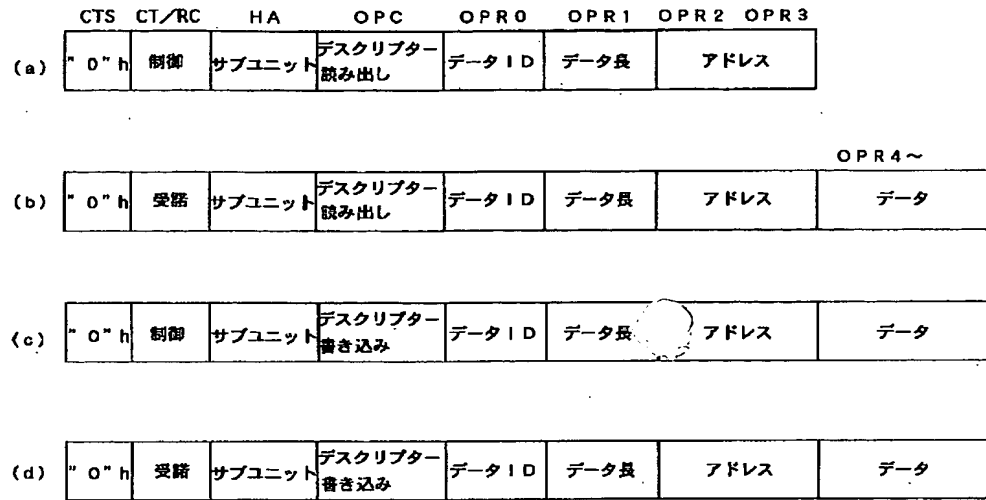 CTS CT/RC HA OPC OPR0 OPR1 OPR2 OPR3
(a) "0"h 制御 サブユニット デスクリプター 読み出し データID データ長 アドレス
OPR4~
(b) "0"h 受諾 サブユニット デスクリプター 読み出し データID データ長 アドレス データ
(c) "0"h 制御 サブユニット デスクリプター 書き込み データID データ長 アドレス データ
(d) "0"h 受諾 サブユニット デスクリプター 書き込み データID データ長 アドレス データ